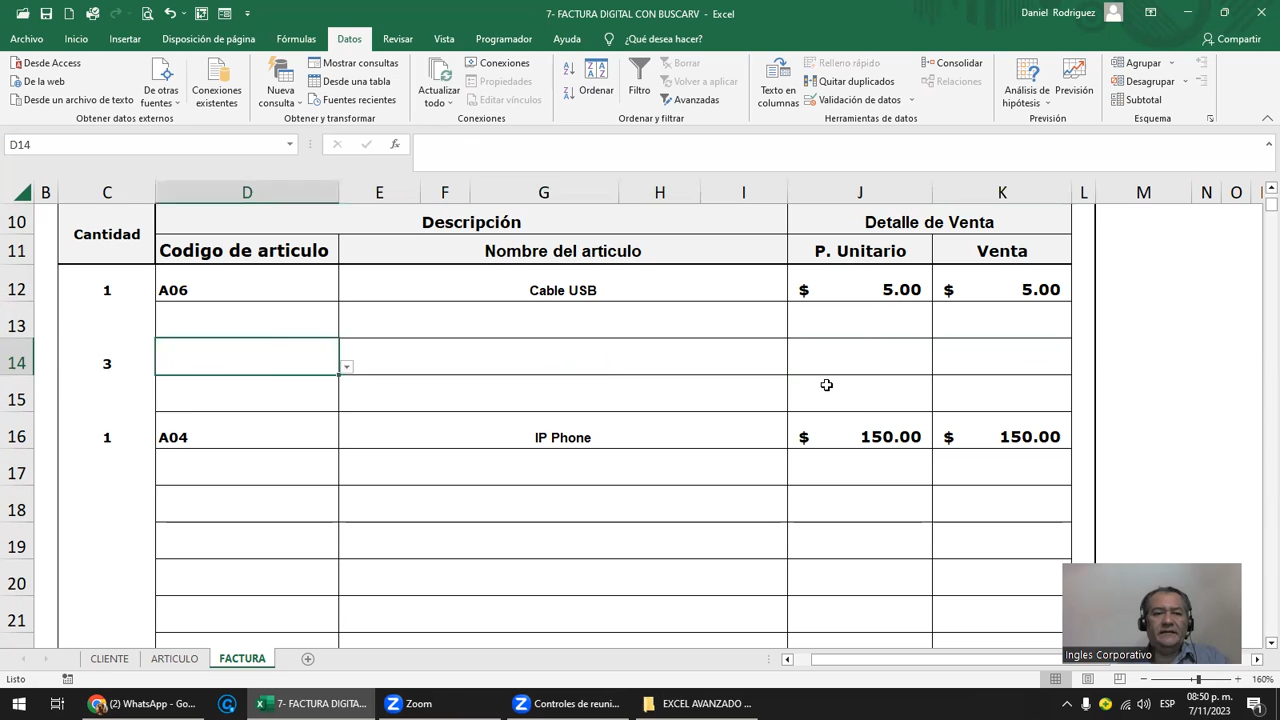 7- FACTURA DIGITAL CON BUSCARV - Excel
Daniel Rodriguez
Archivo Inicio Insertar Disposición de página Fórmulas Datos Revisar Vista Programador Ayuda ¿Qué desea hacer? Compartir
Desde Access
De la web
Desde un archivo de texto
De otras fuentes
Conexiones existentes
Obtener datos externos
Nueva consulta
Mostrar consultas
Desde una tabla
Fuentes recientes
Obtener y transformar
Actualizar todo
Conexiones
Propiedades
Editar vínculos
Conexiones
Ordenar
Filtro
Borrar
Volver a aplicar
Avanzadas
Ordenar y filtrar
Texto en columnas
Relleno rápido
Quitar duplicados
Validación de datos
Consolidar
Relaciones
Herramientas de datos
Análisis de hipótesis
Previsión
Previsión
Agrupar
Desagrupar
Subtotal
Esquema
D14
fx
B C D E F G H I J K L M N O
10 Cantidad Descripción Detalle de Venta
11 Codigo de articulo Nombre del articulo P. Unitario Venta
12 1 A06 Cable USB $ 5.00 $ 5.00
13
14 3
15
16 1 A04 IP Phone $ 150.00 $ 150.00
17
18
19
20
21
Ingles Corporativo
CLIENTE ARTICULO FACTURA
Listo
160%
(2) WhatsApp - Go...
7- FACTURA DIGITA...
Zoom
Controles de reuni...
EXCEL AVANZADO ...
ESP
08:50 p. m.
7/11/2023